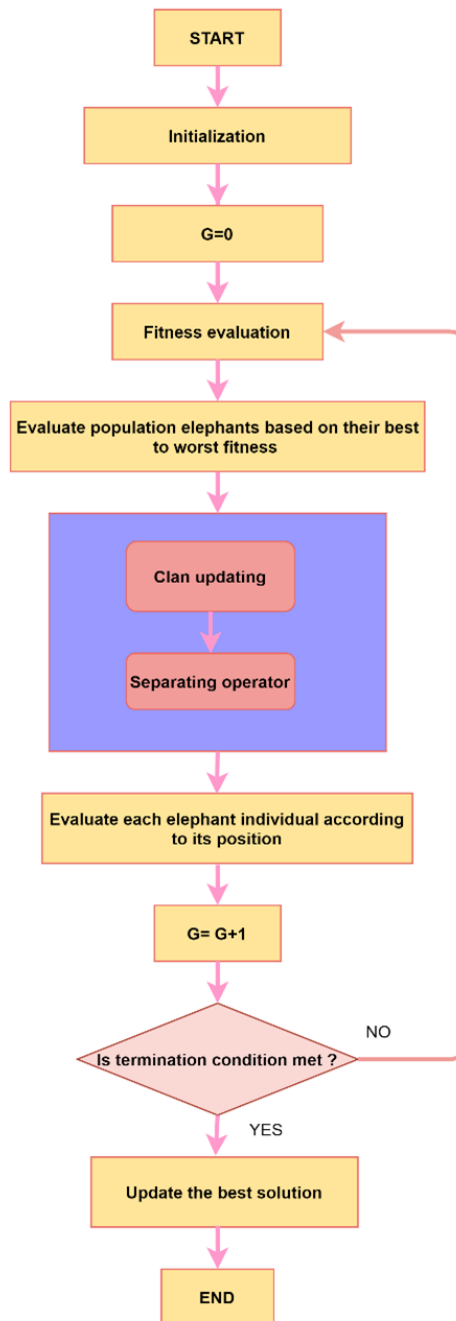 START
Initialization
G=0
Fitness evaluation
Evaluate population elephants based on their best
to worst fitness
Clan updating
Separating operator
Evaluate each elephant individual according
to its position
G= G+1
Is termination condition met ?
NO
YES
Update the best solution
END